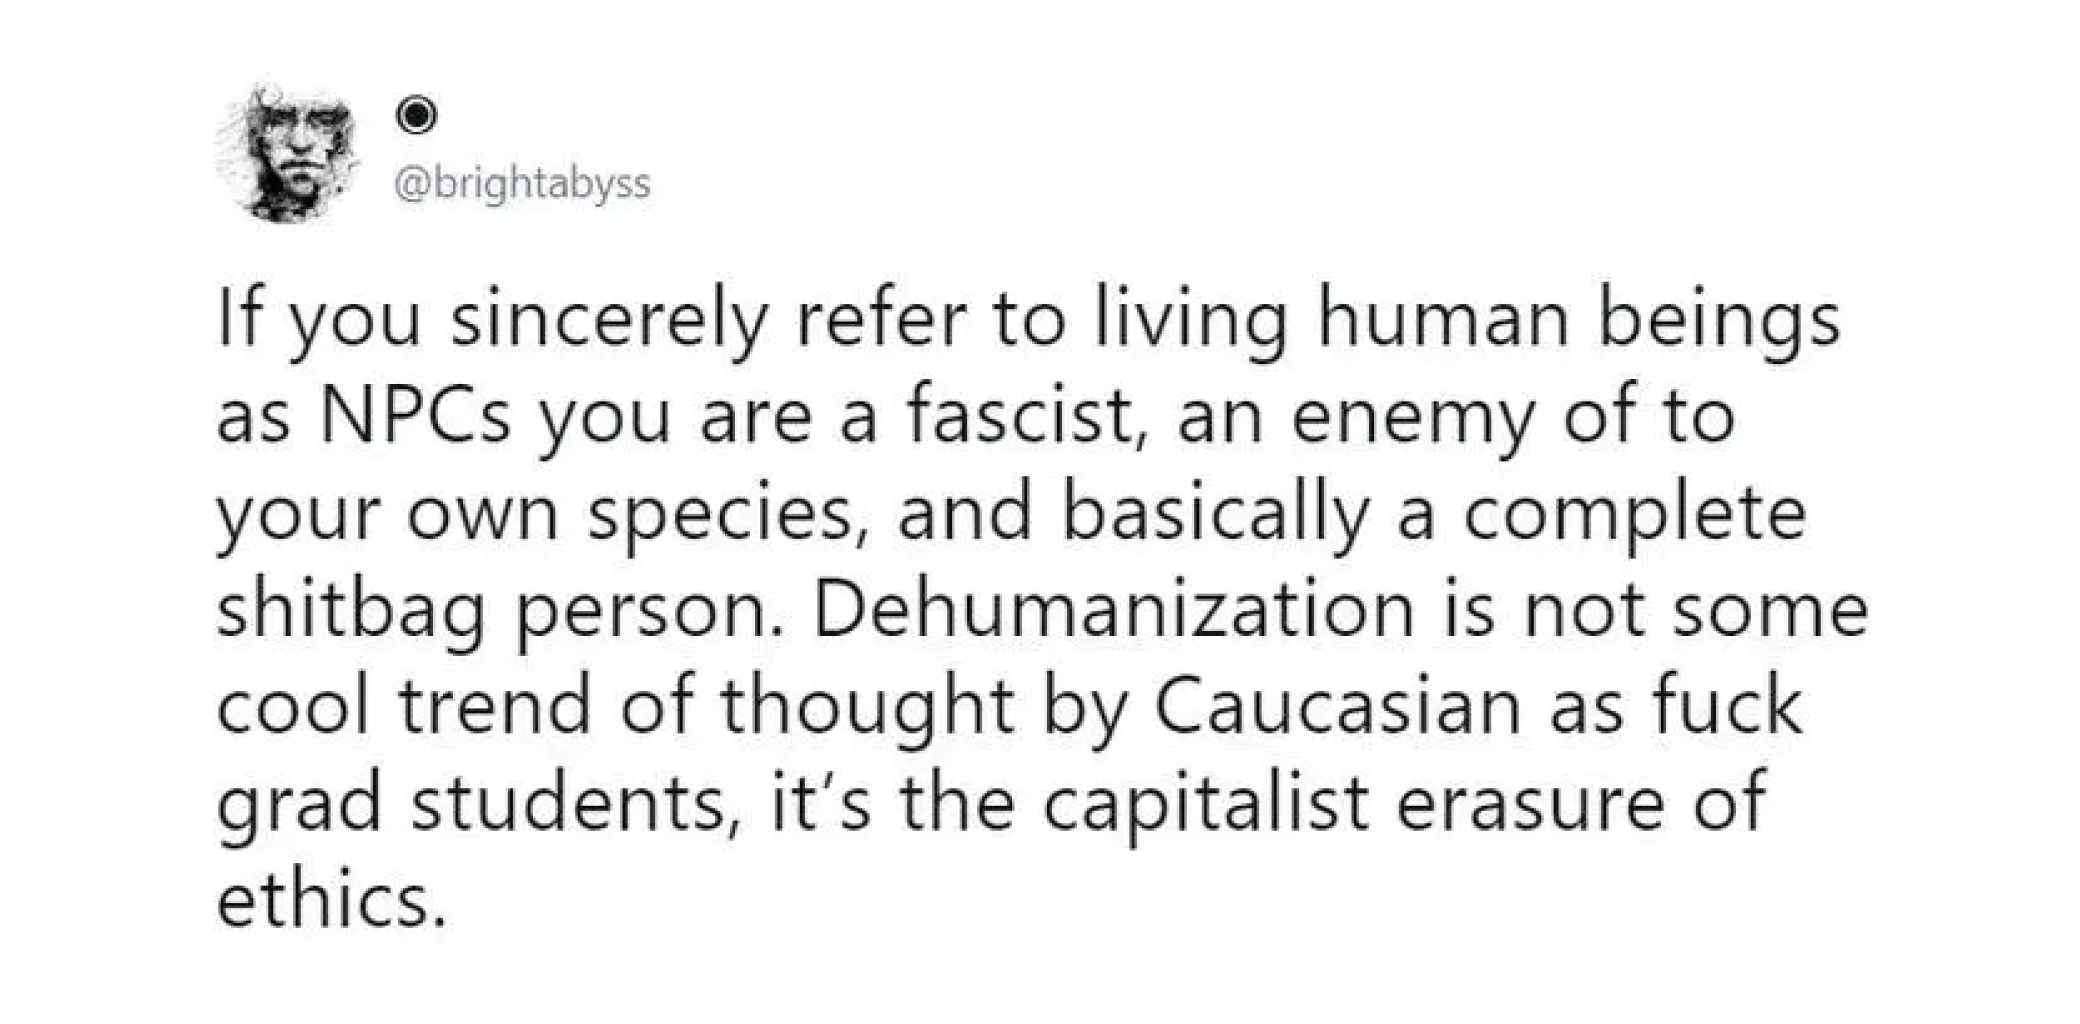 ◉
@brightabyss
If you sincerely refer to living human beings
as NPCs you are a fascist, an enemy of to
your own species, and basically a complete
shitbag person. Dehumanization is not some
cool trend of thought by Caucasian as fuck
grad students, it’s the capitalist erasure of
ethics.